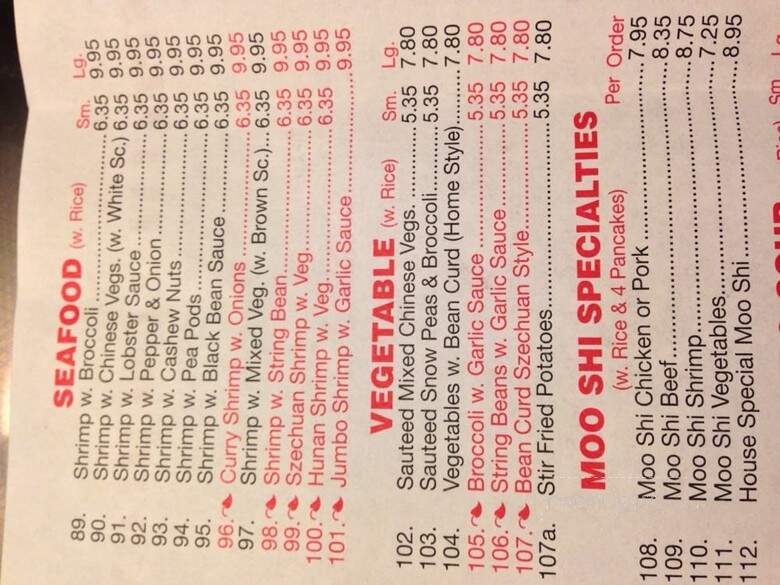 SEAFOOD (w. Rice) Sm. Lg.
89. Shrimp w. Broccoli 6.35 9.95
90. Shrimp w. Chinese Vegs. (w. White Sc.) 6.35 9.95
91. Shrimp w. Lobster Sauce 6.35 9.95
92. Shrimp w. Pepper & Onion 6.35 9.95
93. Shrimp w. Cashew Nuts 6.35 9.95
94. Shrimp w. Pea Pods 6.35 9.95
95. Shrimp w. Black Bean Sauce 6.35 9.95
96. Curry Shrimp w. Onions 6.35 9.95
97. Shrimp w. Mixed Veg. (w. Brown Sc.) 6.35 9.95
98. Shrimp w. String Bean 6.35 9.95
99. Szechuan Shrimp w. Veg. 6.35 9.95
100. Hunan Shrimp w. Veg. 6.35 9.95
101. Jumbo Shrimp w. Garlic Sauce 9.95
VEGETABLE (w. Rice) Sm. Lg.
102. Sauteed Mixed Chinese Vegs. 5.35 7.80
103. Sauteed Snow Peas & Broccoli 5.35 7.80
104. Vegetables w. Bean Curd (Home Style) 7.80
105. Broccoli w. Garlic Sauce 5.35 7.80
106. String Beans w. Garlic Sauce 5.35 7.80
107. Bean Curd Szechuan Style 5.35 7.80
107a. Stir Fried Potatoes 5.35 7.80
MOO SHI SPECIALTIES
(w. Rice & 4 Pancakes) Per Order
108. Moo Shi Chicken or Pork 7.95
109. Moo Shi Beef 8.35
110. Moo Shi Shrimp 8.75
111. Moo Shi Vegetables 7.25
112. House Special Moo Shi 8.95
Sm.